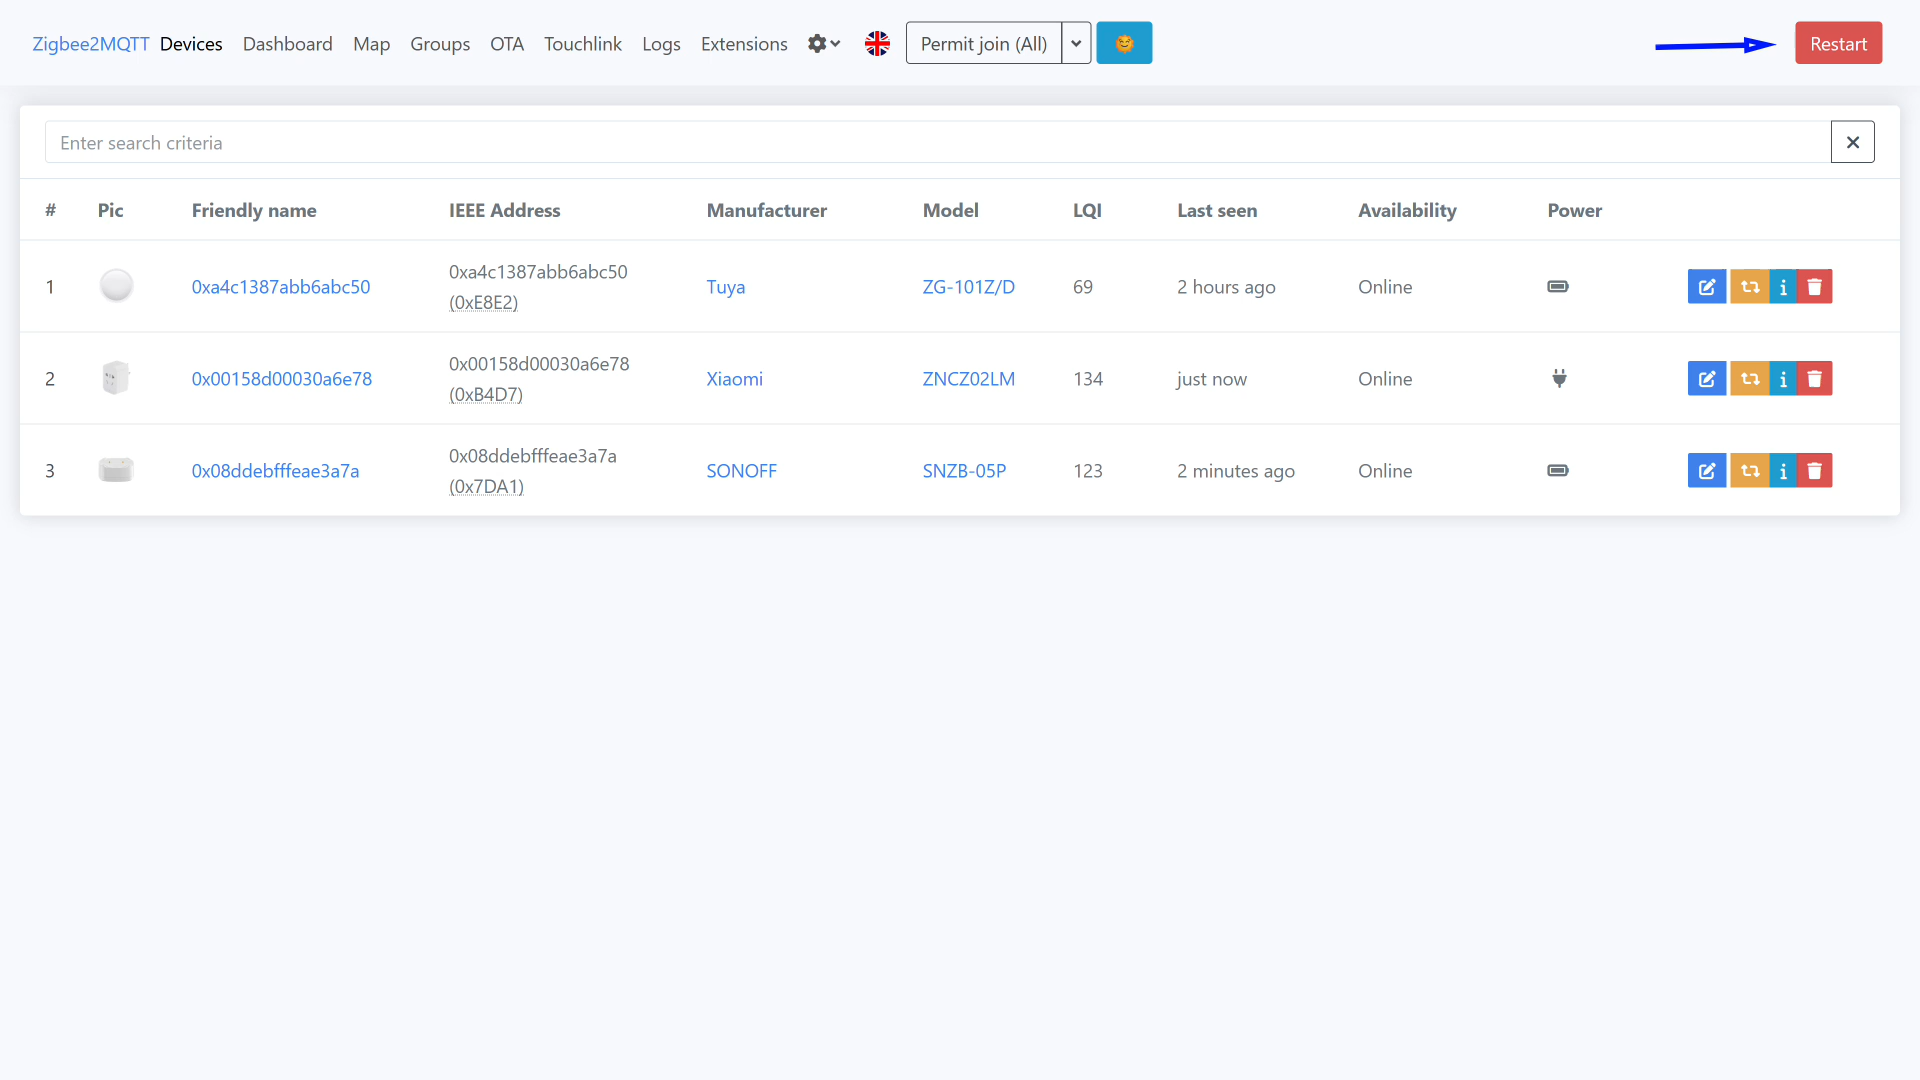 Zigbee2MQTT Devices Dashboard Map Groups OTA Touchlink Logs Extensions Permit join (All) Restart
Enter search criteria
# Pic Friendly name IEEE Address Manufacturer Model LQI Last seen Availability Power
1 0xa4c1387abb6abc50 0xa4c1387abb6abc50 (0xE8E2) Tuya ZG-101Z/D 69 2 hours ago Online
2 0x00158d00030a6e78 0x00158d00030a6e78 (0xB4D7) Xiaomi ZNCZ02LM 134 just now Online
3 0x08ddebfffeae3a7a 0x08ddebfffeae3a7a (0x7DA1) SONOFF SNZB-05P 123 2 minutes ago Online